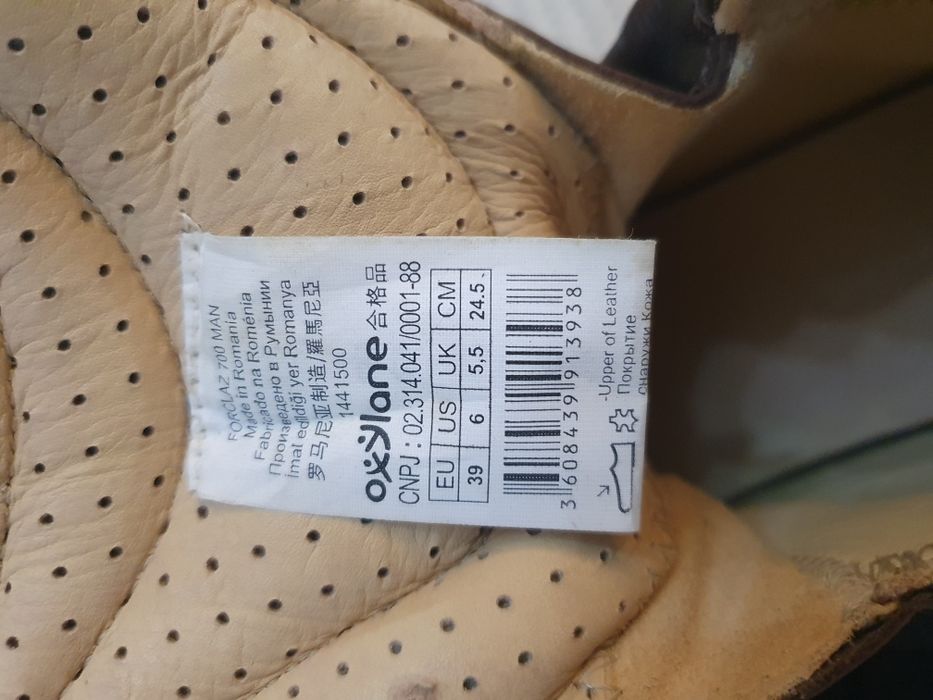 FORCLAZ 700 MAN
Made in Romania
Fabricado na Roménia
Произведено в Румынии
İmal edildiği yer Romanya
罗马尼亚制造/羅馬尼亞
1441500
oxylane 合格品
CNPJ : 02.314.041/0001-88
EU US UK CM
39 6 5,5 24.5
3 608439 913938
-Upper of Leather
Покрытие
снаружи Кожа